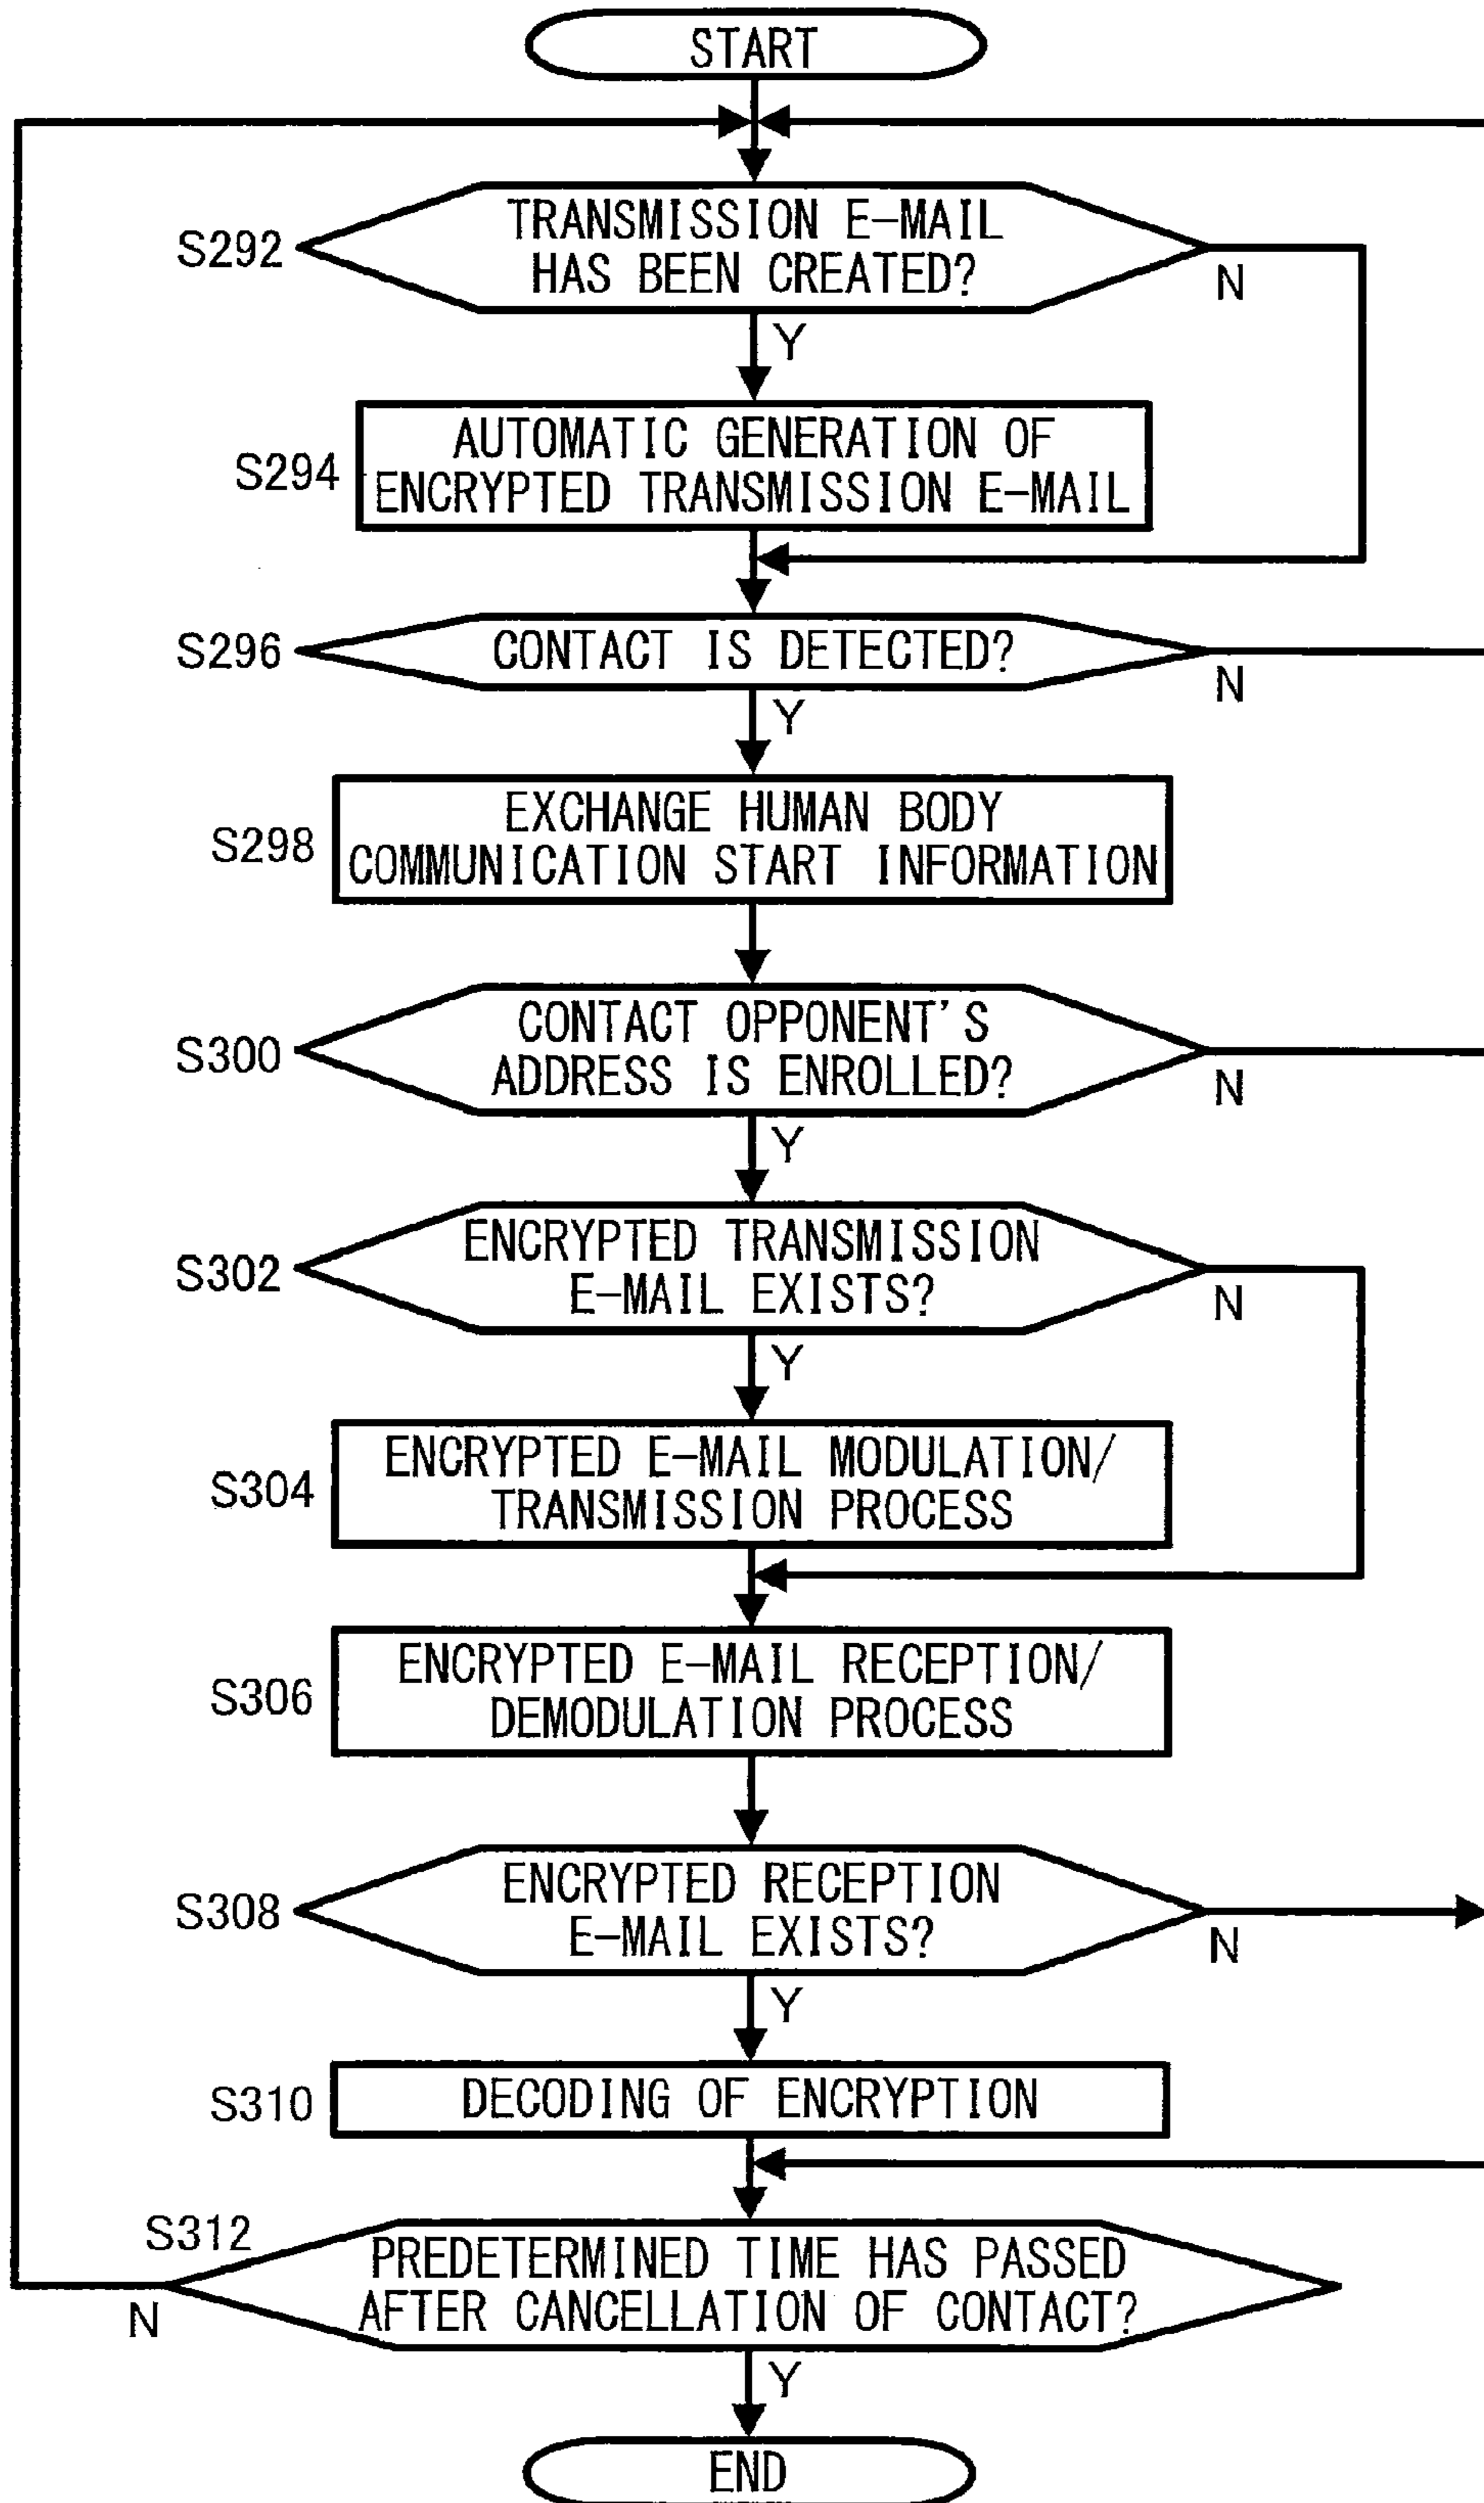 START
S292
TRANSMISSION E-MAIL
HAS BEEN CREATED?
N
Y
S294
AUTOMATIC GENERATION OF
ENCRYPTED TRANSMISSION E-MAIL
S296
CONTACT IS DETECTED?
N
Y
S298
EXCHANGE HUMAN BODY
COMMUNICATION START INFORMATION
S300
CONTACT OPPONENT'S
ADDRESS IS ENROLLED?
N
Y
S302
ENCRYPTED TRANSMISSION
E-MAIL EXISTS?
N
Y
S304
ENCRYPTED E-MAIL MODULATION/
TRANSMISSION PROCESS
S306
ENCRYPTED E-MAIL RECEPTION/
DEMODULATION PROCESS
S308
ENCRYPTED RECEPTION
E-MAIL EXISTS?
N
Y
S310
DECODING OF ENCRYPTION
S312
PREDETERMINED TIME HAS PASSED
AFTER CANCELLATION OF CONTACT?
N
Y
END